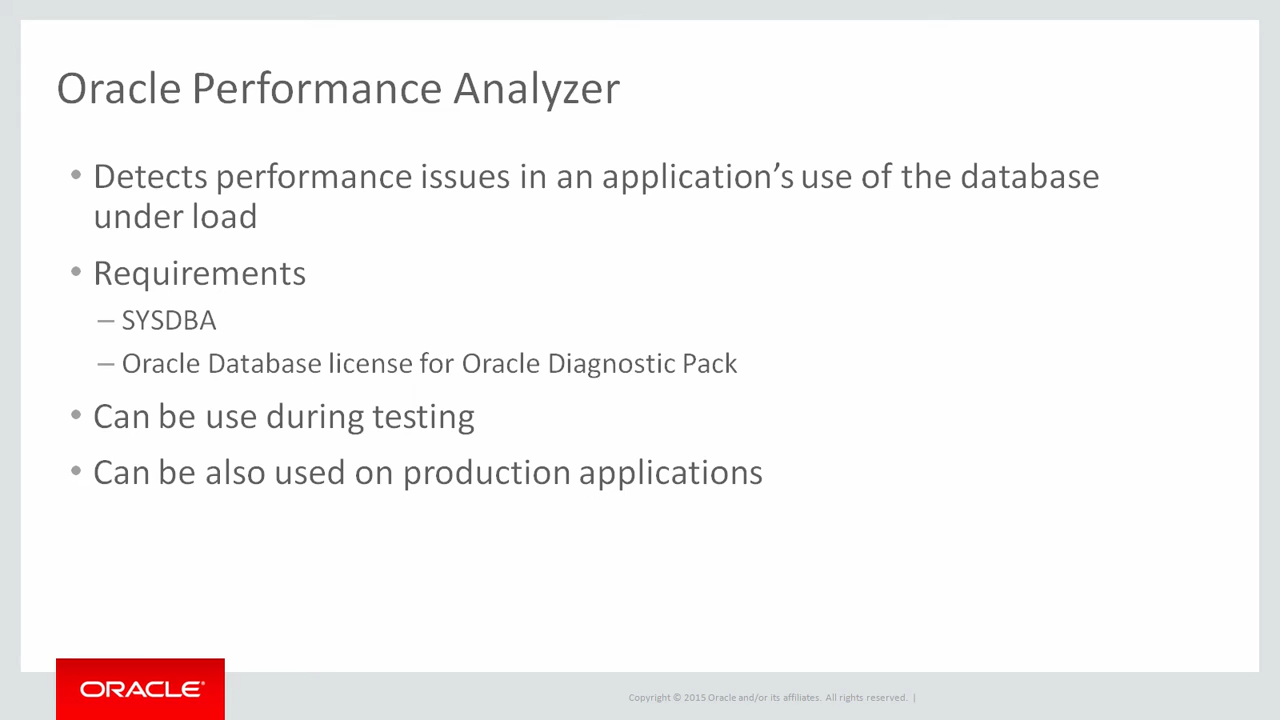 Oracle Performance Analyzer
• Detects performance issues in an application’s use of the database
under load
• Requirements
– SYSDBA
– Oracle Database license for Oracle Diagnostic Pack
• Can be use during testing
• Can be also used on production applications
ORACLE®
Copyright © 2015 Oracle and/or its affiliates. All rights reserved. |